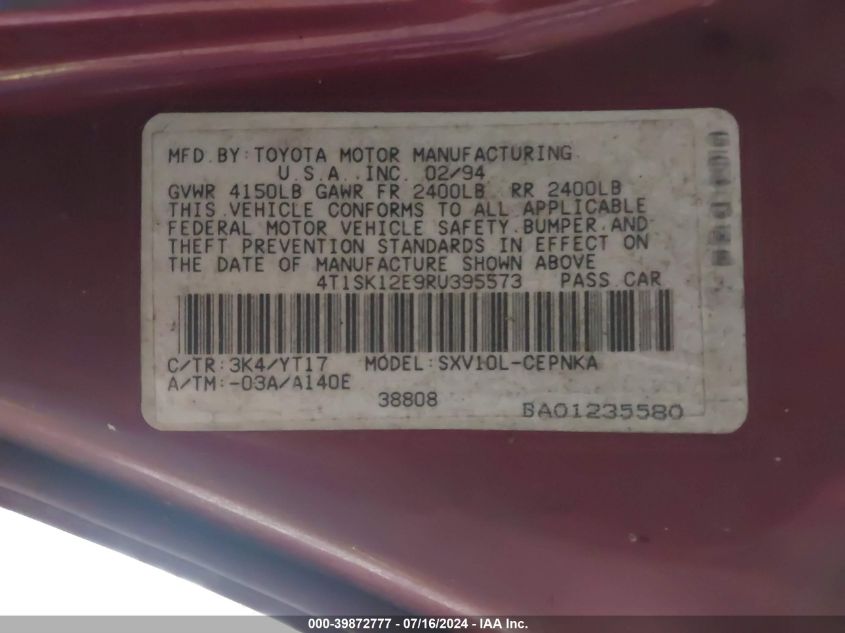 MFD.BY:TOYOTA MOTOR MANUFACTURING
U.S.A.,INC. 02/94
GVWR 4150LB GAWR FR 2400LB RR 2400LB
THIS VEHICLE CONFORMS TO ALL APPLICABLE
FEDERAL MOTOR VEHICLE SAFETY,BUMPER,AND
THEFT PREVENTION STANDARDS IN EFFECT ON
THE DATE OF MANUFACTURE SHOWN ABOVE
4T1SK12E9RU395573 PASS.CAR
C/TR:3K4/YT17 MODEL:SXV10L-CEPNKA
A/TM:-03A/A140E
38808
BA01235580
000-39872777 - 07/16/2024 - IAA Inc.